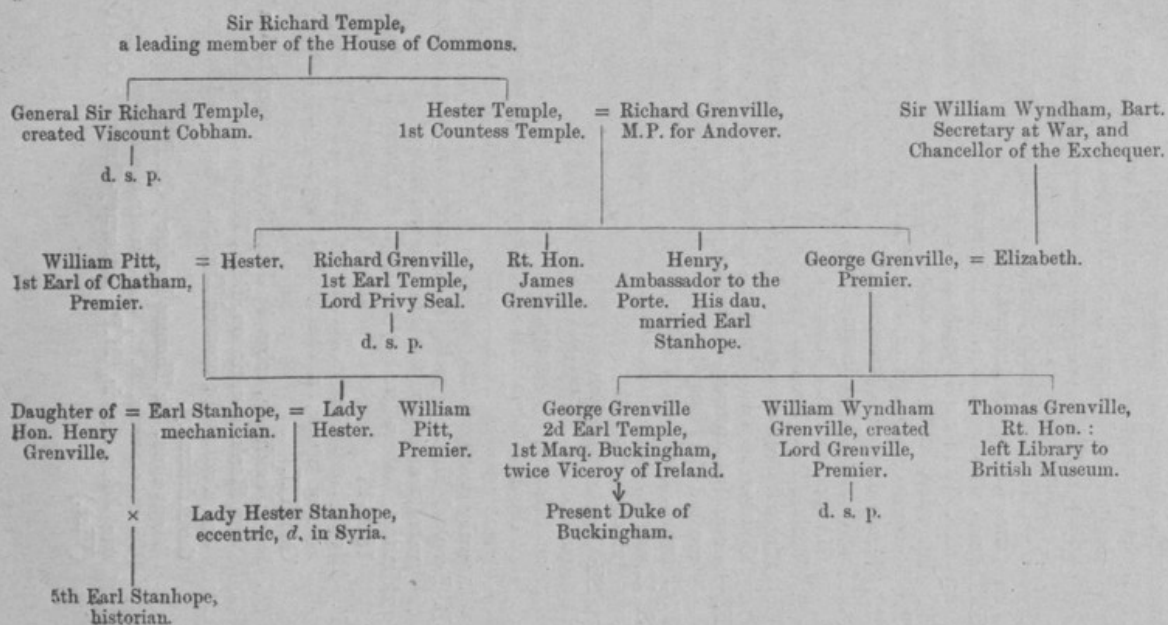 Sir Richard Temple,
a leading member of the House of Commons.
General Sir Richard Temple,
created Viscount Cobham.
d. s. p.
Hester Temple,
1st Countess Temple.
= Richard Grenville,
M.P. for Andover.
Sir William Wyndham, Bart.
Secretary at War, and
Chancellor of the Exchequer.
William Pitt,
1st Earl of Chatham,
Premier.
= Hester.
Richard Grenville,
1st Earl Temple,
Lord Privy Seal.
d. s. p.
Rt. Hon.
James
Grenville.
Henry,
Ambassador to the
Porte. His dau.
married Earl
Stanhope.
George Grenville,
Premier.
= Elizabeth.
Daughter of
Hon. Henry
Grenville.
= Earl Stanhope,
mechanician.
= Lady
Hester.
William
Pitt,
Premier.
George Grenville
2d Earl Temple,
1st Marq. Buckingham,
twice Viceroy of Ireland.
Present Duke of
Buckingham.
William Wyndham
Grenville, created
Lord Grenville,
Premier.
d. s. p.
Thomas Grenville,
Rt. Hon. :
left Library to
British Museum.
×
Lady Hester Stanhope,
eccentric, d. in Syria.
5th Earl Stanhope,
historian.